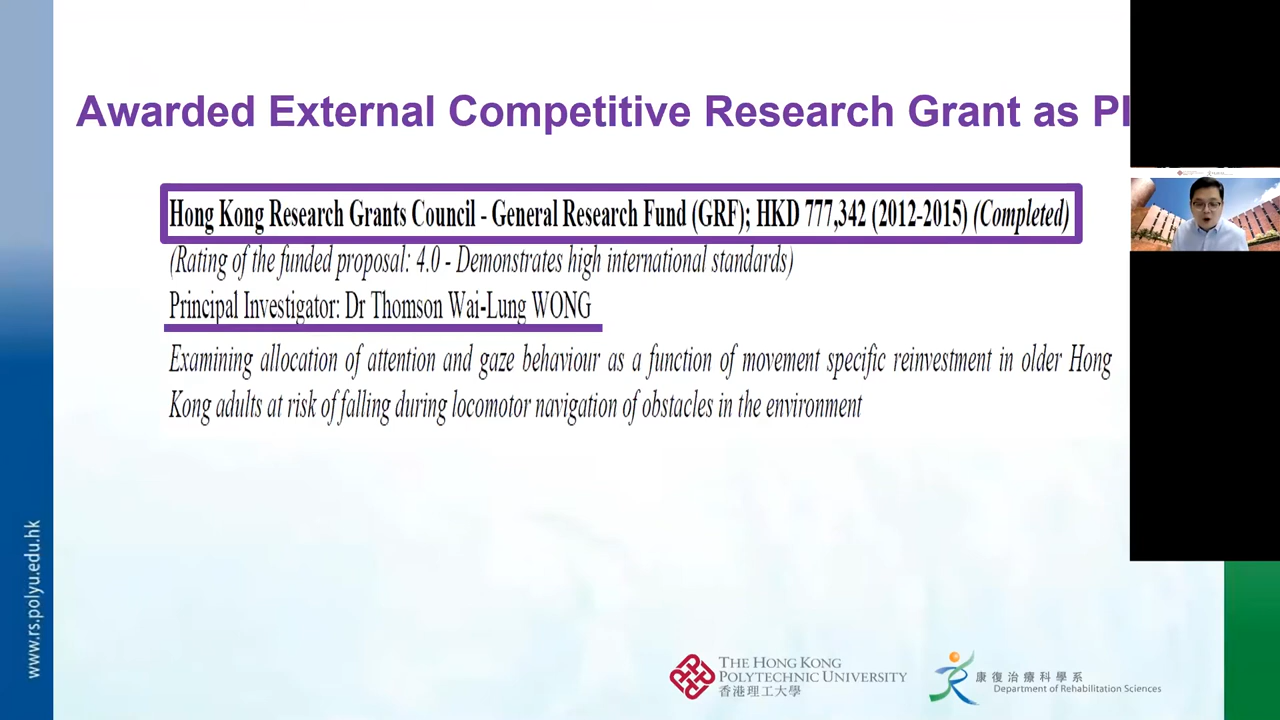 Awarded External Competitive Research Grant as PI
Hong Kong Research Grants Council - General Research Fund (GRF); HKD 777,342 (2012-2015) (Completed)
(Rating of the funded proposal: 4.0 - Demonstrates high international standards)
Principal Investigator: Dr Thomson Wai-Lung WONG
Examining allocation of attention and gaze behaviour as a function of movement specific reinvestment in older Hong
Kong adults at risk of falling during locomotor navigation of obstacles in the environment
www.rs.polyu.edu.hk
THE HONG KONG
POLYTECHNIC UNIVERSITY
香港理工大學
康復治療科學系
Department of Rehabilitation Sciences